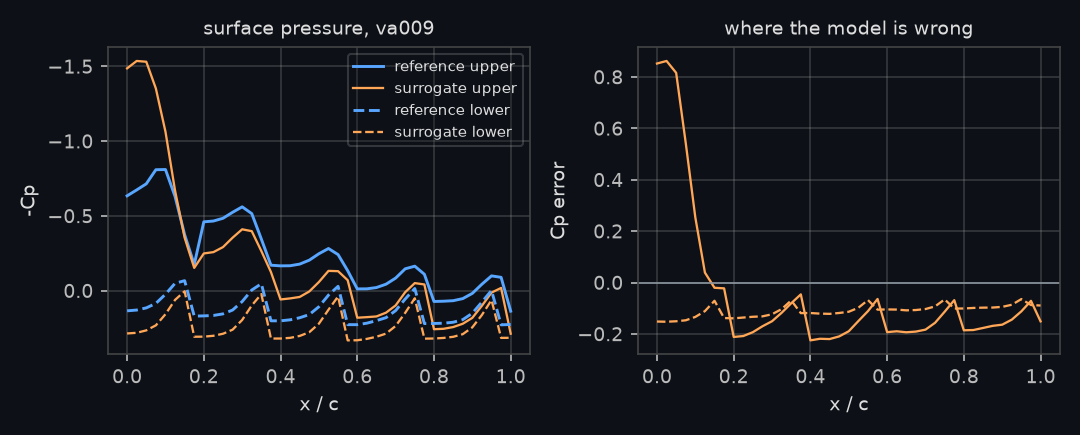 surface pressure, va009
−1.5
−1.0
−0.5
0.0
-Cp
0.0 0.2 0.4 0.6 0.8 1.0
x / c
reference upper
surrogate upper
reference lower
surrogate lower
where the model is wrong
0.8
0.6
0.4
0.2
0.0
−0.2
Cp error
0.0 0.2 0.4 0.6 0.8 1.0
x / c